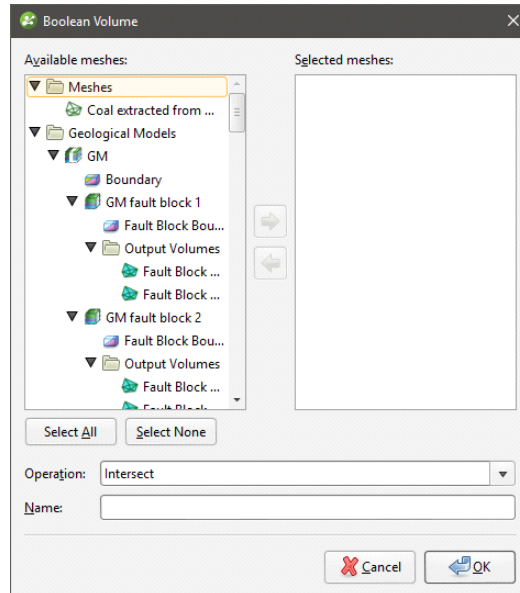 Boolean Volume
Available meshes:
Selected meshes:
Meshes
Coal extracted from ...
Geological Models
GM
Boundary
GM fault block 1
Fault Block Bou...
Output Volumes
Fault Block ...
Fault Block ...
GM fault block 2
Fault Block Bou...
Output Volumes
Fault Block ...
Fault Block
Select All
Select None
Operation:
Intersect
Name:
Cancel
OK